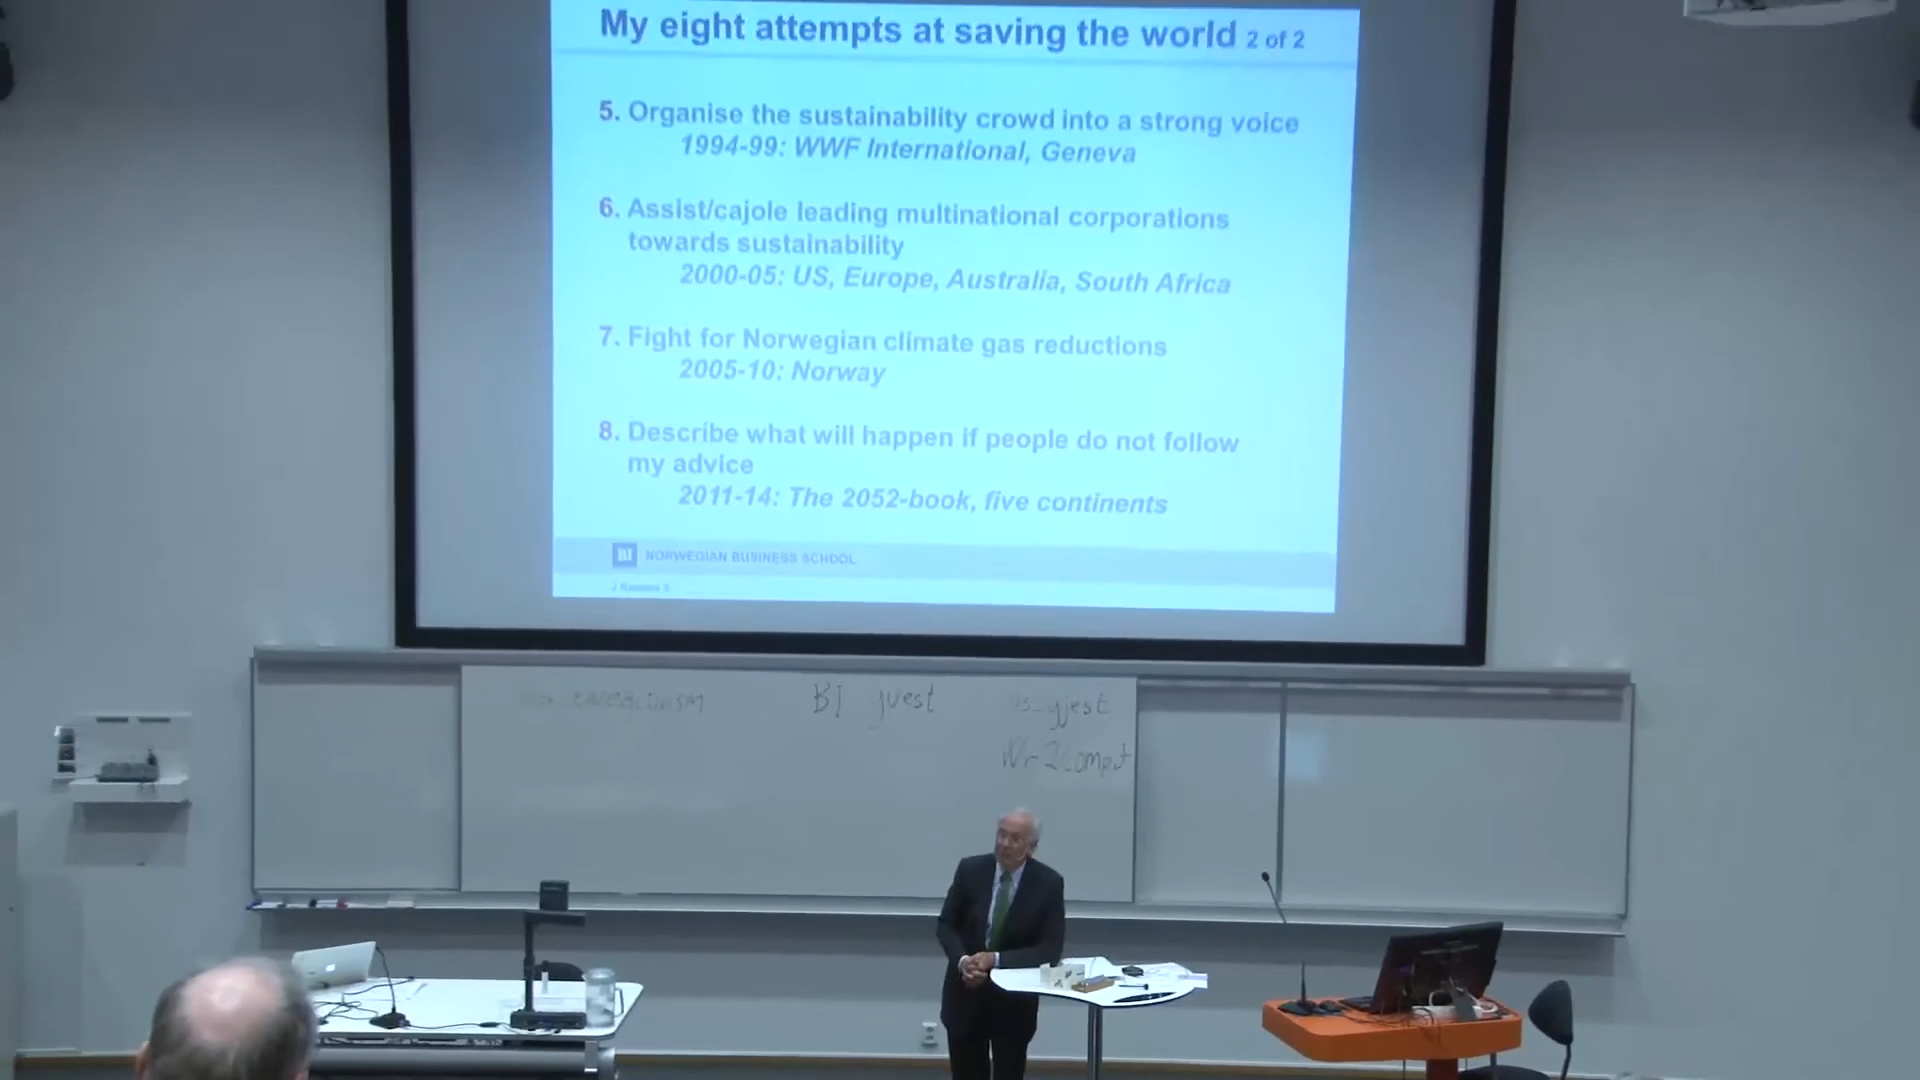 My eight attempts at saving the world 2 of 2
5. Organise the sustainability crowd into a strong voice
1994-99: WWF International, Geneva
6. Assist/cajole leading multinational corporations
towards sustainability
2000-05: US, Europe, Australia, South Africa
7. Fight for Norwegian climate gas reductions
2005-10: Norway
8. Describe what will happen if people do not follow
my advice
2011-14: The 2052-book, five continents
BI NORWEGIAN BUSINESS SCHOOL
BI guest
gjest